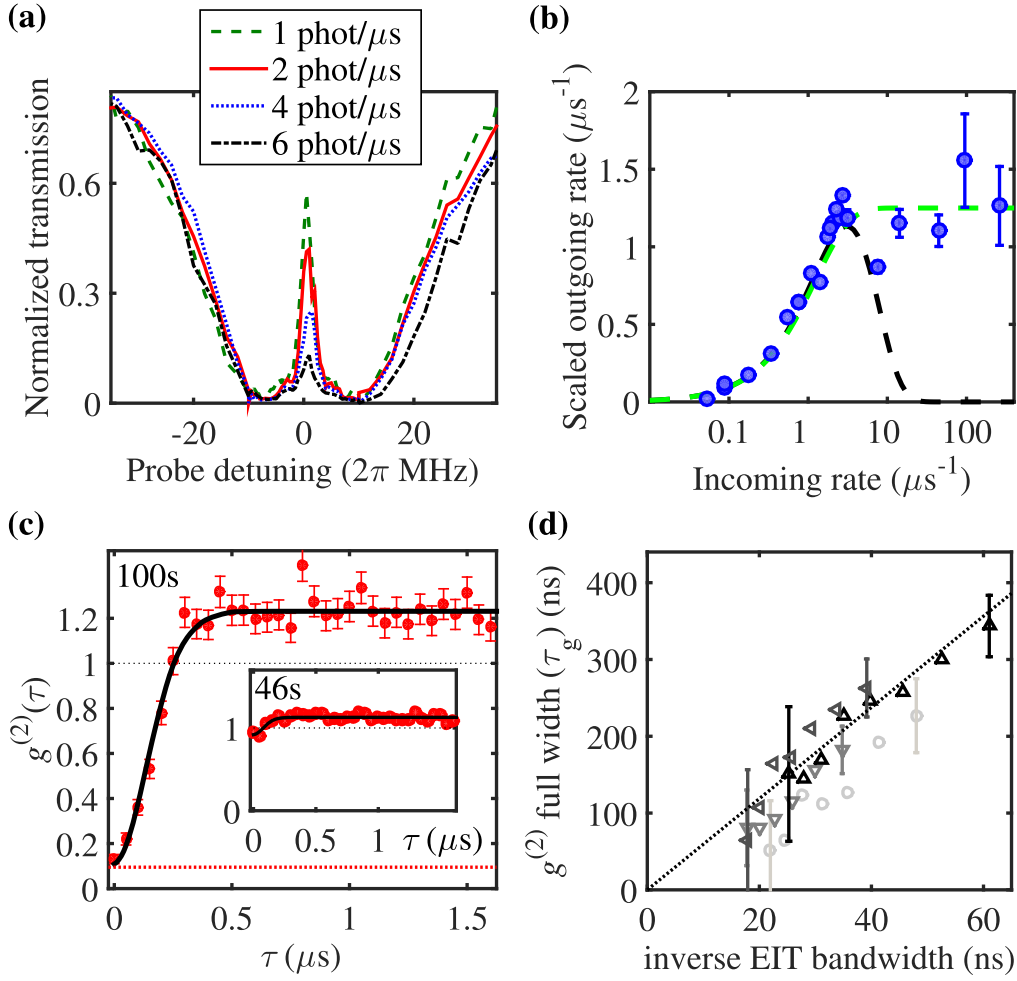 (a)
1 phot/μs
2 phot/μs
4 phot/μs
6 phot/μs
Normalized transmission
0.6
0.3
0
-20 0 20
Probe detuning (2π MHz)
(b)
Scaled outgoing rate (μs⁻¹)
2
1.5
1
0.5
0
0.1 1 10 100
Incoming rate (μs⁻¹)
(c)
100s
g⁽²⁾(τ)
1.2
1
0.8
0.6
0.4
0.2
0
0 0.5 1 1.5
τ (μs)
46s
1
0
0 0.5 1 τ (μs)
(d)
g⁽²⁾ full width (τ_g) (ns)
400
300
200
100
0
0 20 40 60
inverse EIT bandwidth (ns)